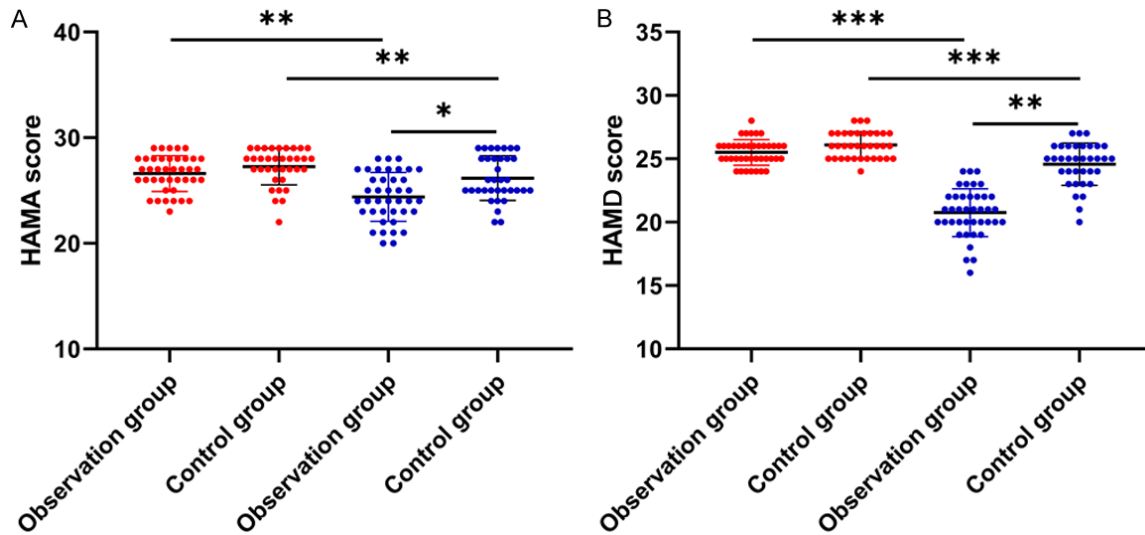 A
HAMA score
40
30
20
10
**
**
*
Observation group
Control group
Observation group
Control group
B
HAMD score
35
30
25
20
15
10
***
***
**
Observation group
Control group
Observation group
Control group